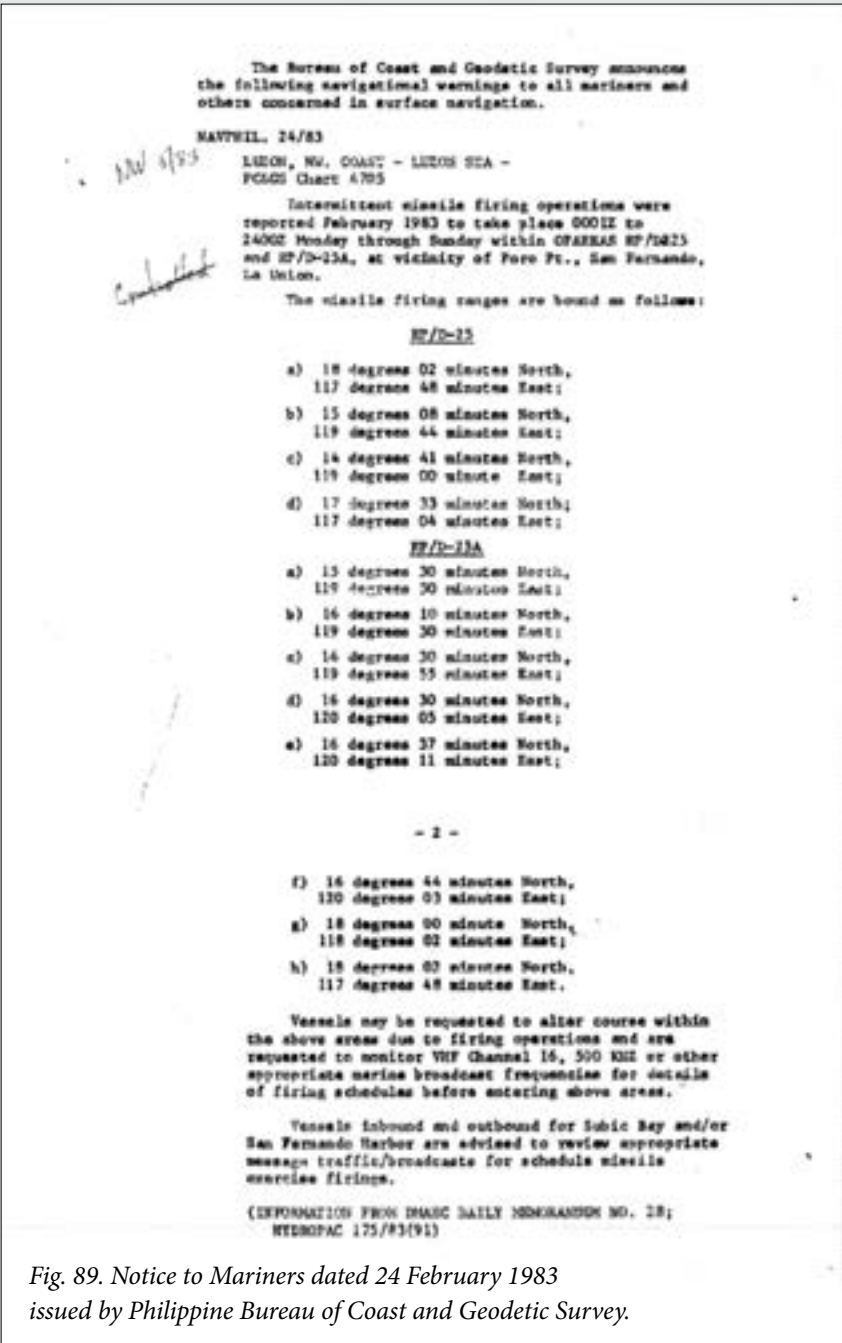 The Bureau of Coast and Geodetic Survey announces
the following navigational warnings to all mariners and
others concerned in surface navigation.
NAVPHIL. 24/83
LUZON, NW. COAST - LUZON SEA -
PC&GS Chart 4705
Intermittent missile firing operations were
reported February 1983 to take place 0001Z to
2400Z Monday through Sunday within OPAREAS
at vicinity of Poro Pt., San Fernando,
La Union.
The missile firing ranges are bound as follows:
a) 18 degrees 02 minutes North,
117 degrees 48 minutes East;
b) 15 degrees 08 minutes North,
119 degrees 44 minutes East;
c) 14 degrees 41 minutes North,
119 degrees 00 minute East;
d) 17 degrees 33 minutes North;
117 degrees 04 minutes East;
a) degrees 30 minutes North,
119 degrees 30 minutes East;
b) 16 degrees 10 minutes North,
119 degrees 30 minutes East;
c) degrees 30 minutes North,
119 degrees 55 minutes East;
d) 16 degrees 30 minutes North,
120 degrees 05 minutes East;
e) 16 degrees 37 minutes North,
120 degrees 11 minutes East;
- 2 -
f) 16 degrees 44 minutes North,
120 degrees 03 minutes East;
g) 18 degrees 00 minute North,
118 degrees 02 minutes East;
h) 18 degrees 02 minutes North,
117 degrees 48 minutes East.
Vessels may be requested to alter course within
the above areas due to firing operations and are
requested to monitor VHF Channel 16, 500 KHZ or other
appropriate marine broadcast frequencies for details
of firing schedules before entering above areas.
Vessels inbound and outbound for Subic Bay and/or
San Fernando Harbor are advised to review appropriate
message traffic/broadcasts for schedule missile
exercise firings.
(INFORMATION FROM DAILY MEMORANDUM NO.
HYDROPAC 175/83(91)
Fig. 89. Notice to Mariners dated 24 February 1983
issued by Philippine Bureau of Coast and Geodetic Survey.